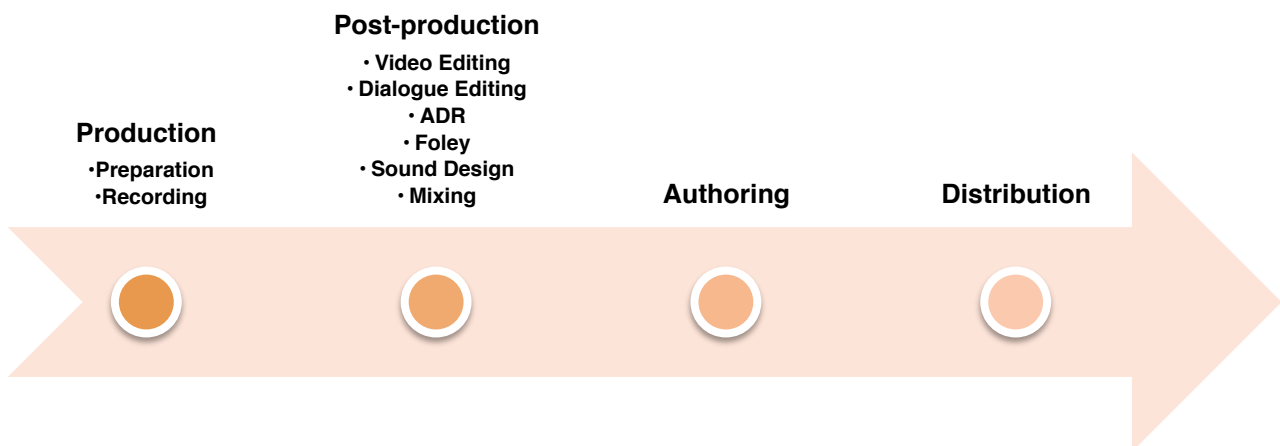 Production
•Preparation
•Recording
Post-production
• Video Editing
• Dialogue Editing
• ADR
• Foley
• Sound Design
• Mixing
Authoring
Distribution